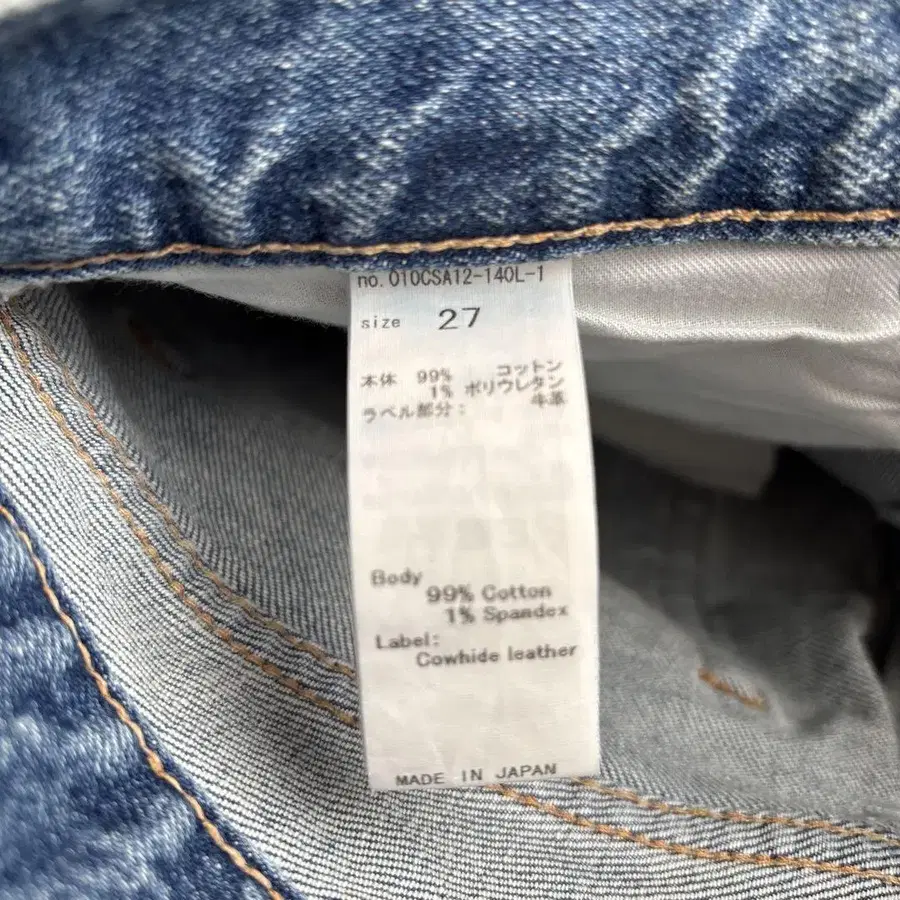 no. 010CSA12-140L-1
size 27
本体 99% コットン
1% ポリウレタン
ラベル部分: 牛革
Body
99% Cotton
1% Spandex
Label:
Cowhide leather
MADE IN JAPAN